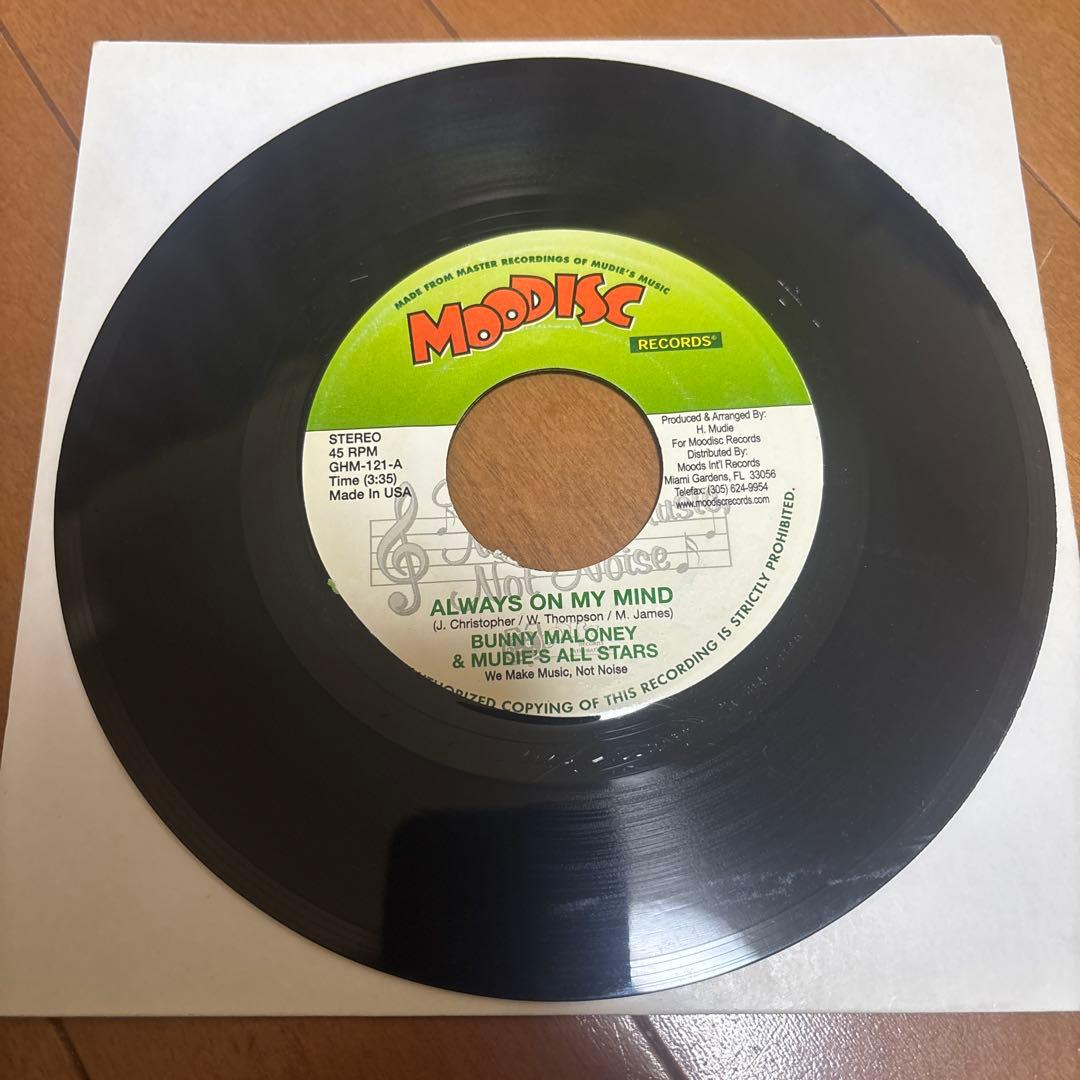 MADE FROM MASTER RECORDINGS OF MUDIE'S MUSIC
MOODISC
RECORDS®
STEREO
45 RPM
GHM-121-A
Time (3:35)
Made In USA
Produced & Arranged By:
H. Mudie
For Moodisc Records
Distributed By:
Moods Int'l Records
Miami Gardens, FL 33056
Telefax: (305) 624-9954
www.moodiscrecords.com
Music,
Not Noise
ALWAYS ON MY MIND
(J. Christopher / W. Thompson / M. James)
BUNNY MALONEY
& MUDIE'S ALL STARS
We Make Music, Not Noise
COPYING OF THIS RECORDING IS STRICTLY PROHIBITED.